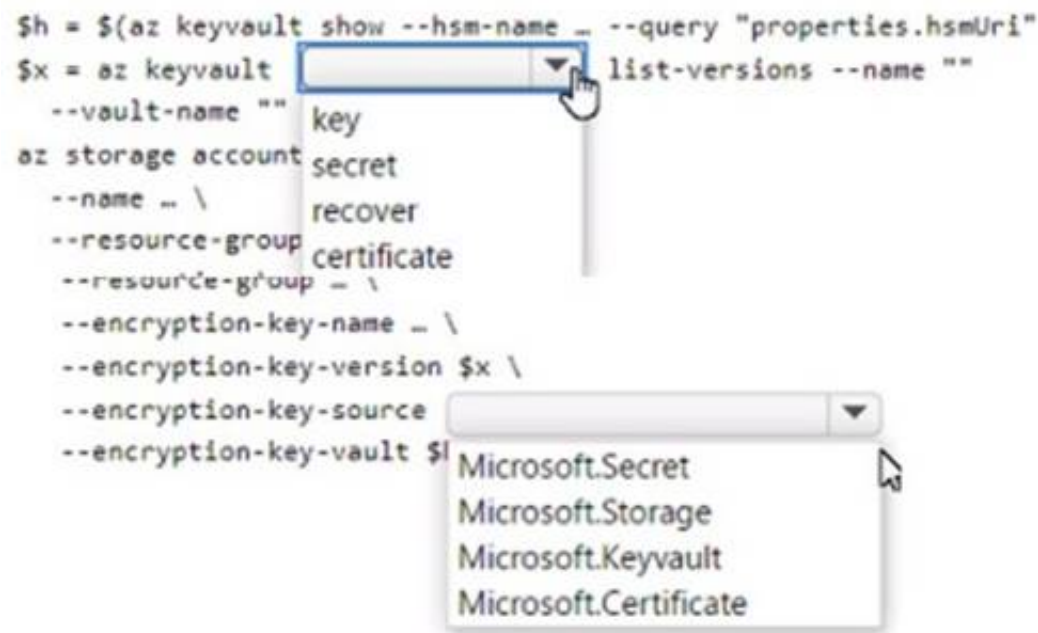 $h = $(az keyvault show --hsm-name … --query "properties.hsmUri"
$x = az keyvault list-versions --name ""
--vault-name ""
key
az storage account
secret
--name … \
recover
--resource-group
certificate
--resource-group … \
--encryption-key-name … \
--encryption-key-version $x \
--encryption-key-source
--encryption-key-vault
Microsoft.Secret
Microsoft.Storage
Microsoft.Keyvault
Microsoft.Certificate